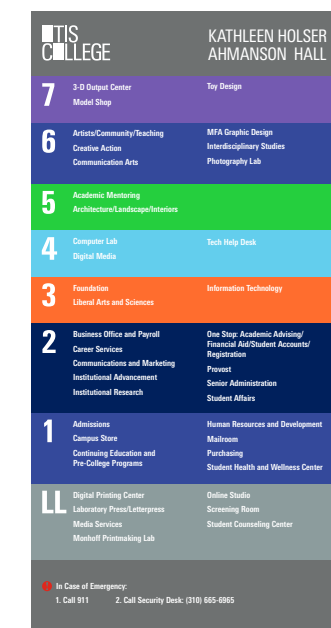 OTIS
COLLEGE
KATHLEEN HOLSER
AHMANSON HALL
7
3-D Output Center
Model Shop
Toy Design
6
Artists/Community/Teaching
Creative Action
Communication Arts
MFA Graphic Design
Interdisciplinary Studies
Photography Lab
5
Academic Mentoring
Architecture/Landscape/Interiors
4
Computer Lab
Digital Media
Tech Help Desk
3
Foundation
Liberal Arts and Sciences
Information Technology
2
Business Office and Payroll
Career Services
Communications and Marketing
Institutional Advancement
Institutional Research
One Stop: Academic Advising/
Financial Aid/Student Accounts/
Registration
Provost
Senior Administration
Student Affairs
1
Admissions
Campus Store
Continuing Education and
Pre-College Programs
Human Resources and Development
Mailroom
Purchasing
Student Health and Wellness Center
LL
Digital Printing Center
Laboratory Press/Letterpress
Media Services
Monhoff Printmaking Lab
Online Studio
Screening Room
Student Counseling Center
In Case of Emergency:
1. Call 911 2. Call Security Desk: (310) 665-6965